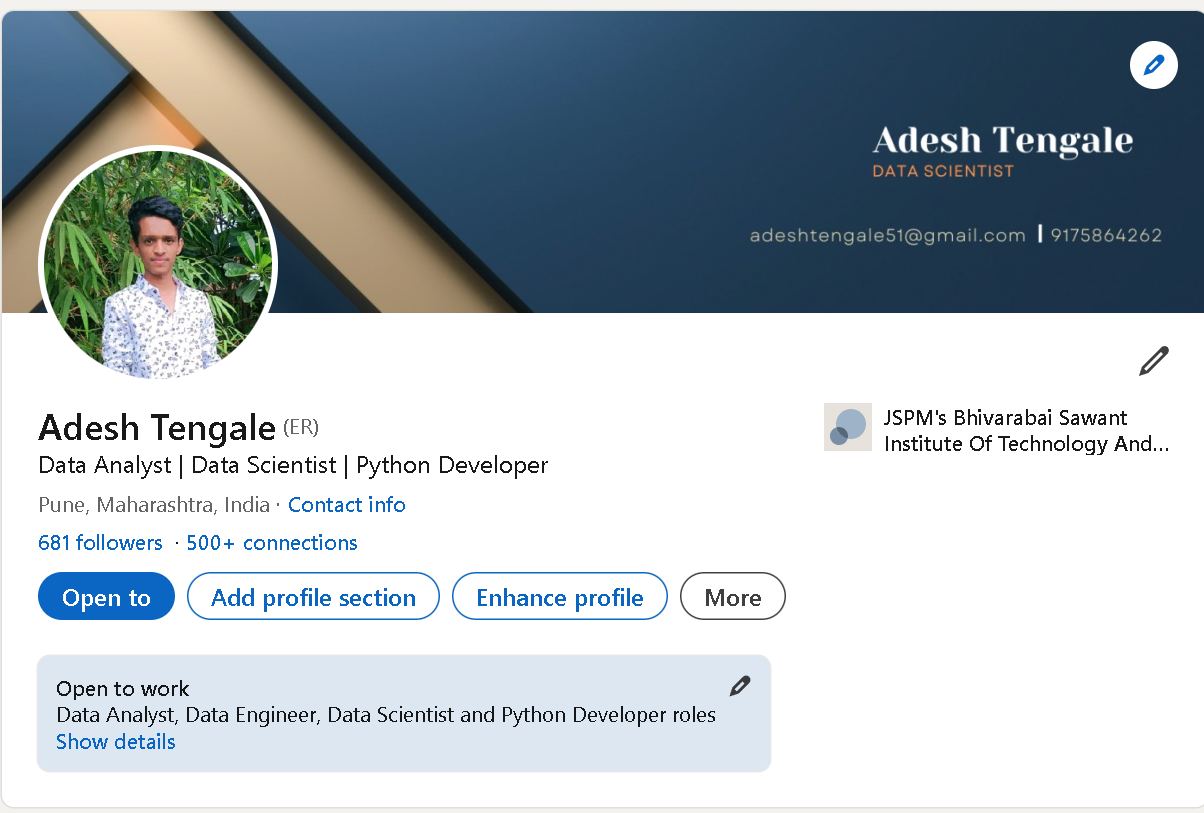 Adesh Tengale
DATA SCIENTIST
adeshtengale51@gmail.com | 9175864262
Adesh Tengale (ER)
Data Analyst | Data Scientist | Python Developer
Pune, Maharashtra, India · Contact info
681 followers · 500+ connections
JSPM's Bhivarabai Sawant
Institute Of Technology And...
Open to
Add profile section
Enhance profile
More
Open to work
Data Analyst, Data Engineer, Data Scientist and Python Developer roles
Show details